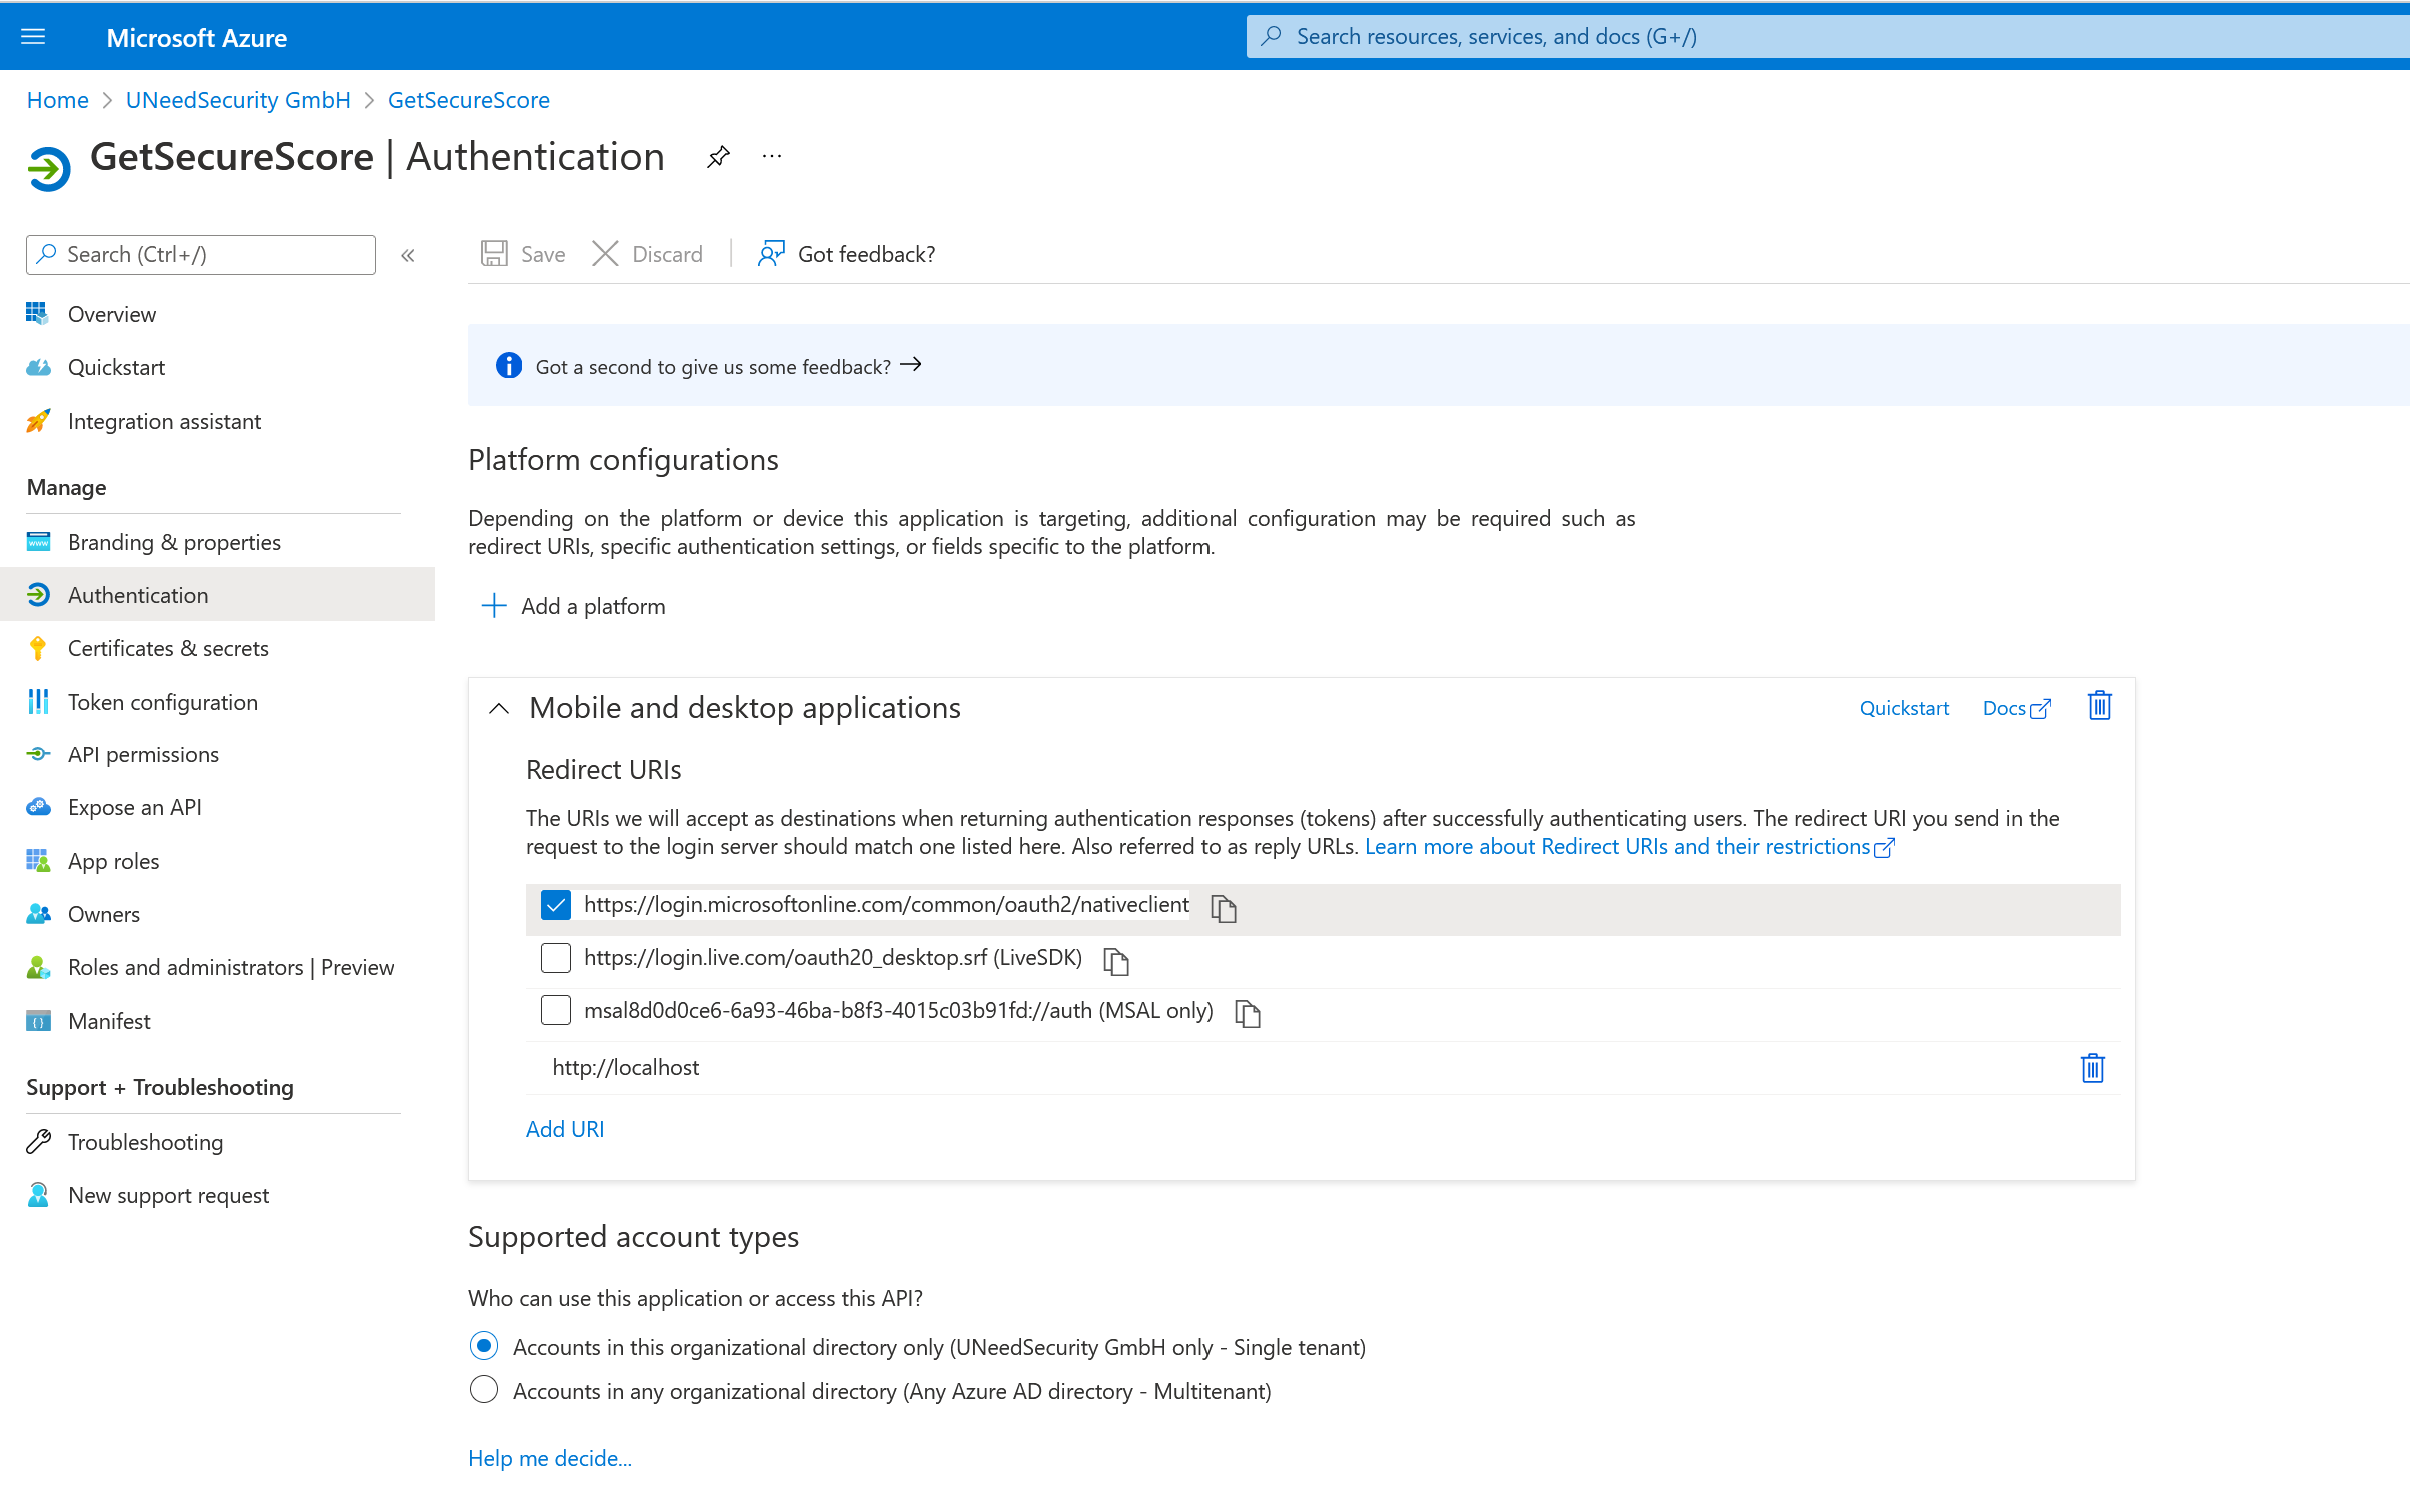 Microsoft Azure
Search resources, services, and docs (G+/)
Home > UNeedSecurity GmbH > GetSecureScore
GetSecureScore | Authentication
...
Search (Ctrl+/)
«
Save
Discard
Got feedback?
Overview
Quickstart
Integration assistant
Manage
Branding & properties
Authentication
Certificates & secrets
Token configuration
API permissions
Expose an API
App roles
Owners
Roles and administrators | Preview
Manifest
Support + Troubleshooting
Troubleshooting
New support request
Got a second to give us some feedback? →
Platform configurations
Depending on the platform or device this application is targeting, additional configuration may be required such as
redirect URIs, specific authentication settings, or fields specific to the platform.
+ Add a platform
Mobile and desktop applications
Quickstart
Docs
Redirect URIs
The URIs we will accept as destinations when returning authentication responses (tokens) after successfully authenticating users. The redirect URI you send in the
request to the login server should match one listed here. Also referred to as reply URLs. Learn more about Redirect URIs and their restrictions
https://login.microsoftonline.com/common/oauth2/nativeclient
https://login.live.com/oauth20_desktop.srf (LiveSDK)
msal8d0d0ce6-6a93-46ba-b8f3-4015c03b91fd://auth (MSAL only)
http://localhost
Add URI
Supported account types
Who can use this application or access this API?
Accounts in this organizational directory only (UNeedSecurity GmbH only - Single tenant)
Accounts in any organizational directory (Any Azure AD directory - Multitenant)
Help me decide...